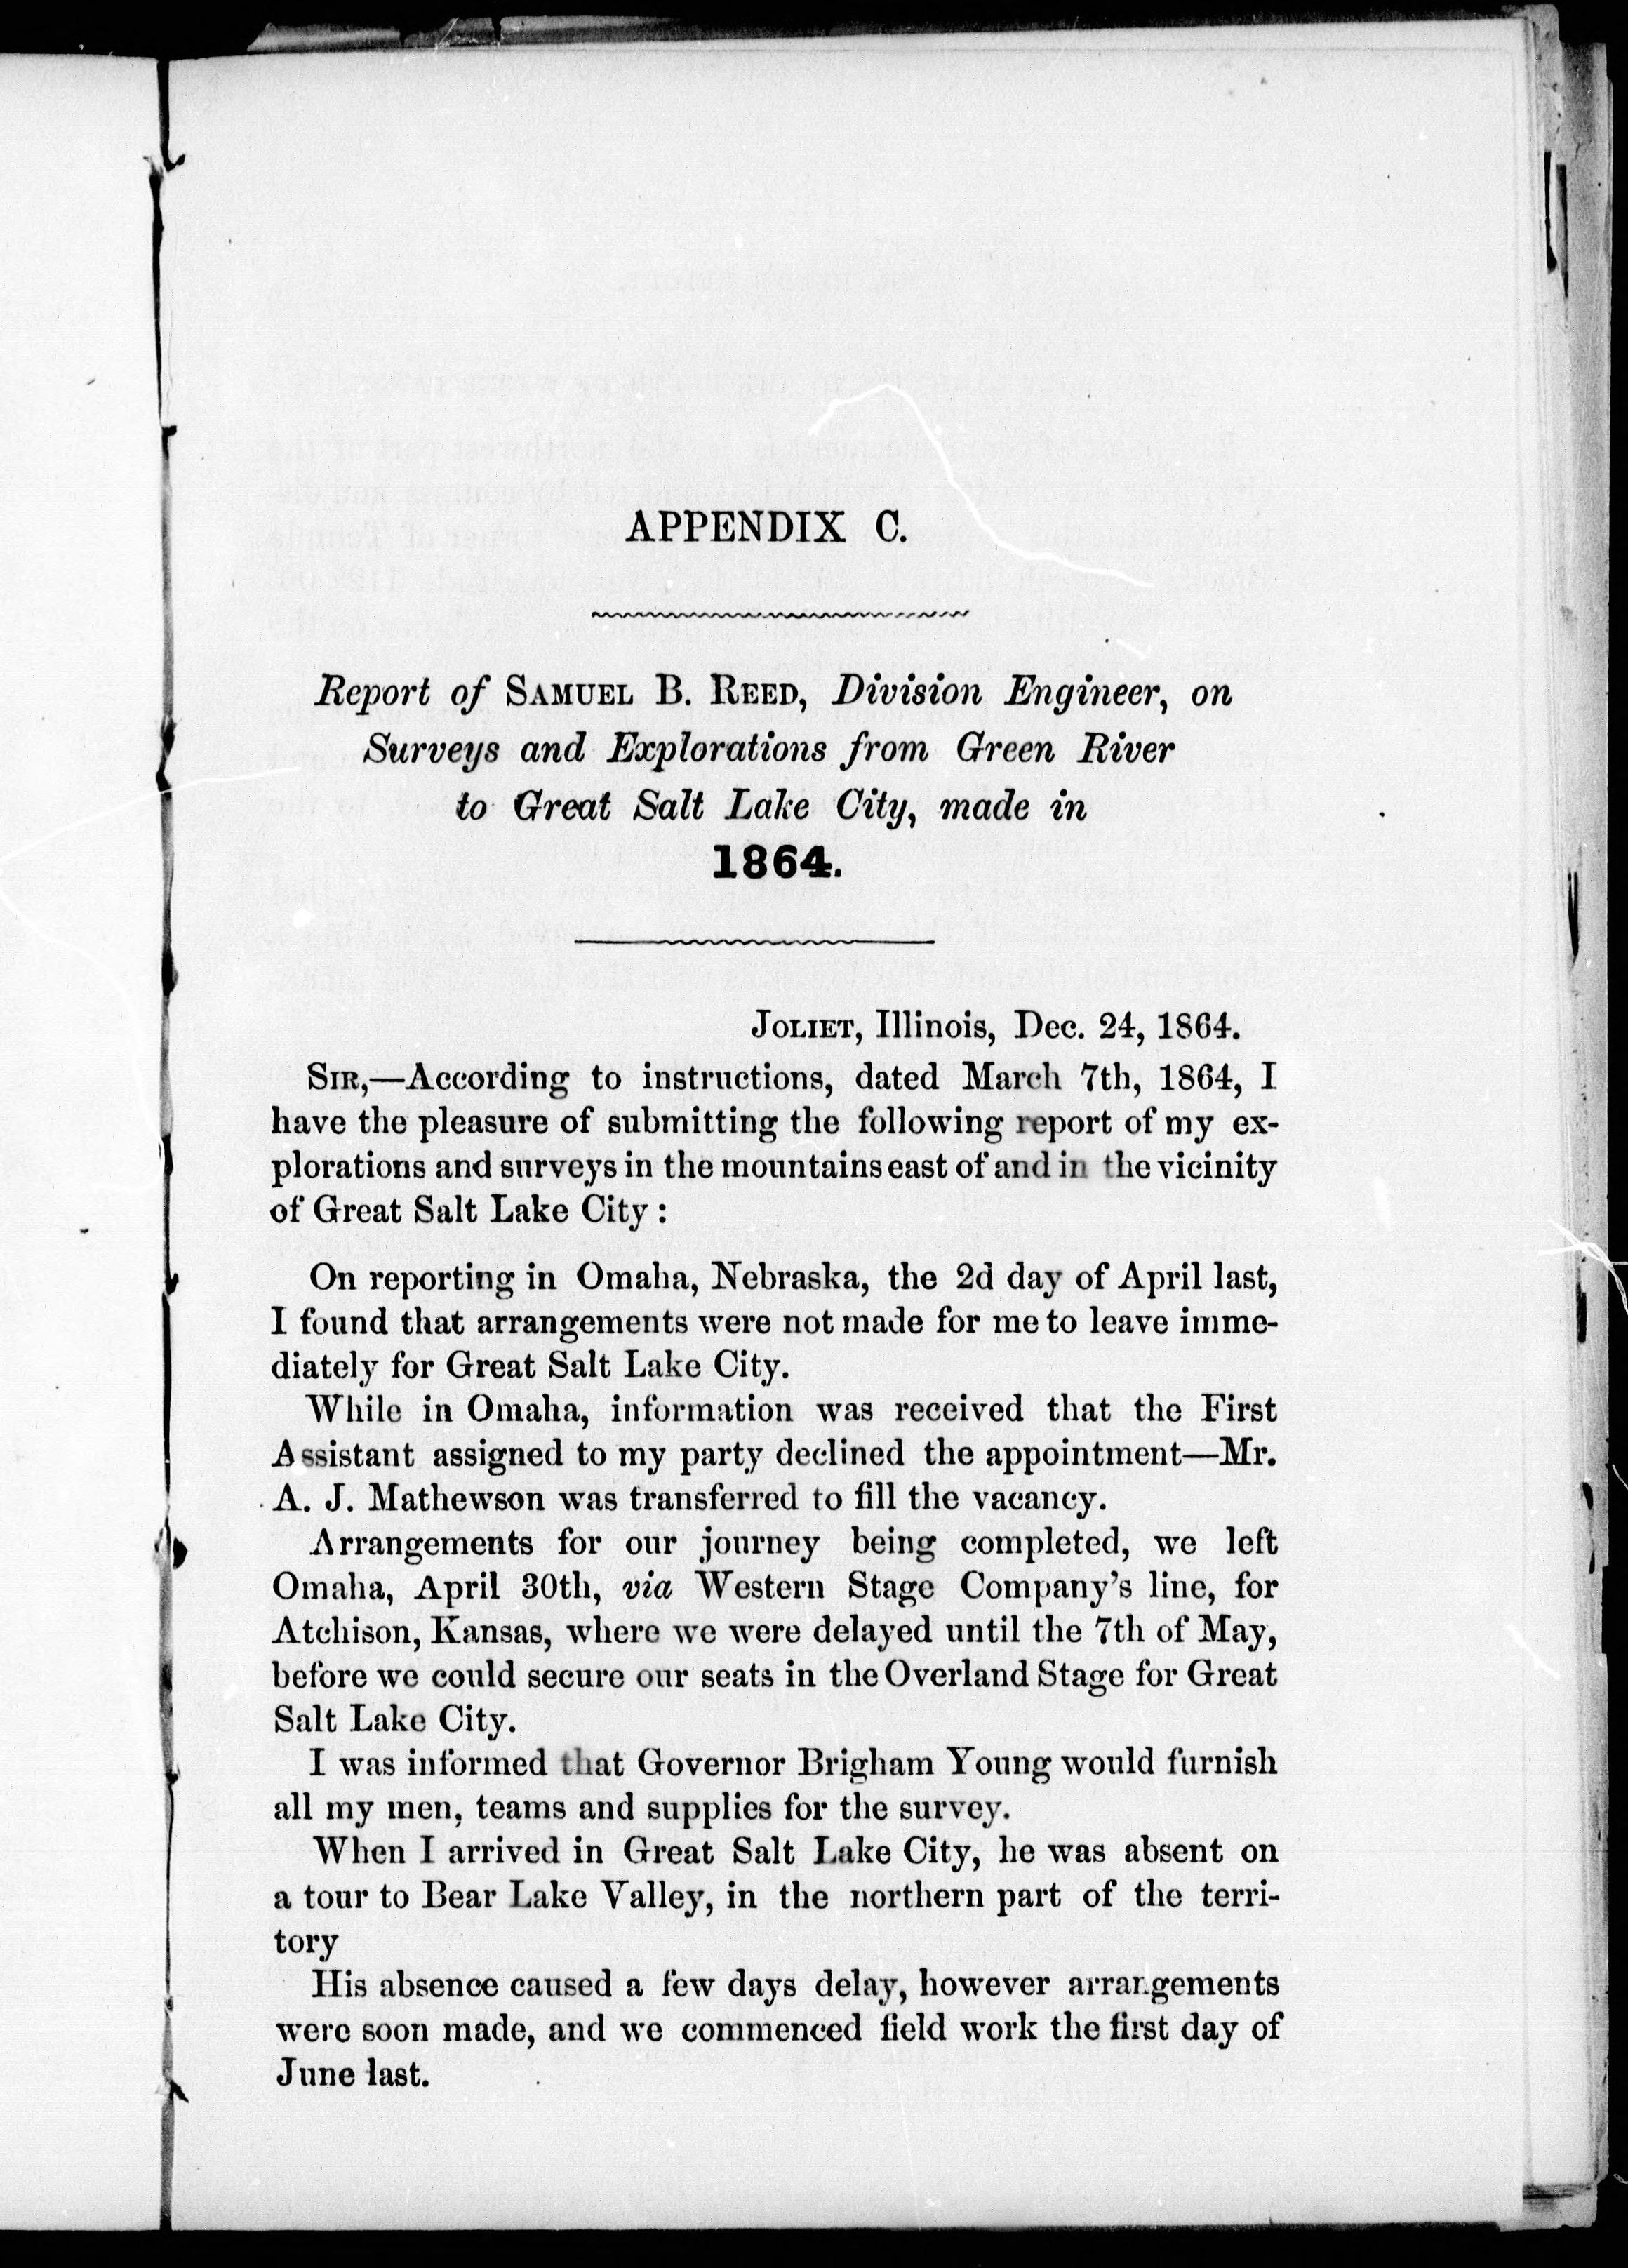 APPENDIX C.
Report of SAMUEL B. REED, Division Engineer, on
Surveys and Explorations from Green River
to Great Salt Lake City, made in
1864.
JOLIET, Illinois, Dec. 24, 1864.
SIR,—According to instructions, dated March 7th, 1864, I
have the pleasure of submitting the following report of my ex-
plorations and surveys in the mountains east of and in the vicinity
of Great Salt Lake City:
On reporting in Omaha, Nebraska, the 2d day of April last,
I found that arrangements were not made for me to leave imme-
diately for Great Salt Lake City.
While in Omaha, information was received that the First
Assistant assigned to my party declined the appointment—Mr.
A. J. Mathewson was transferred to fill the vacancy.
Arrangements for our journey being completed, we left
Omaha, April 30th, via Western Stage Company's line, for
Atchison, Kansas, where we were delayed until the 7th of May,
before we could secure our seats in the Overland Stage for Great
Salt Lake City.
I was informed that Governor Brigham Young would furnish
all my men, teams and supplies for the survey.
When I arrived in Great Salt Lake City, he was absent on
a tour to Bear Lake Valley, in the northern part of the terri-
tory
His absence caused a few days delay, however arrangements
were soon made, and we commenced field work the first day of
June last.